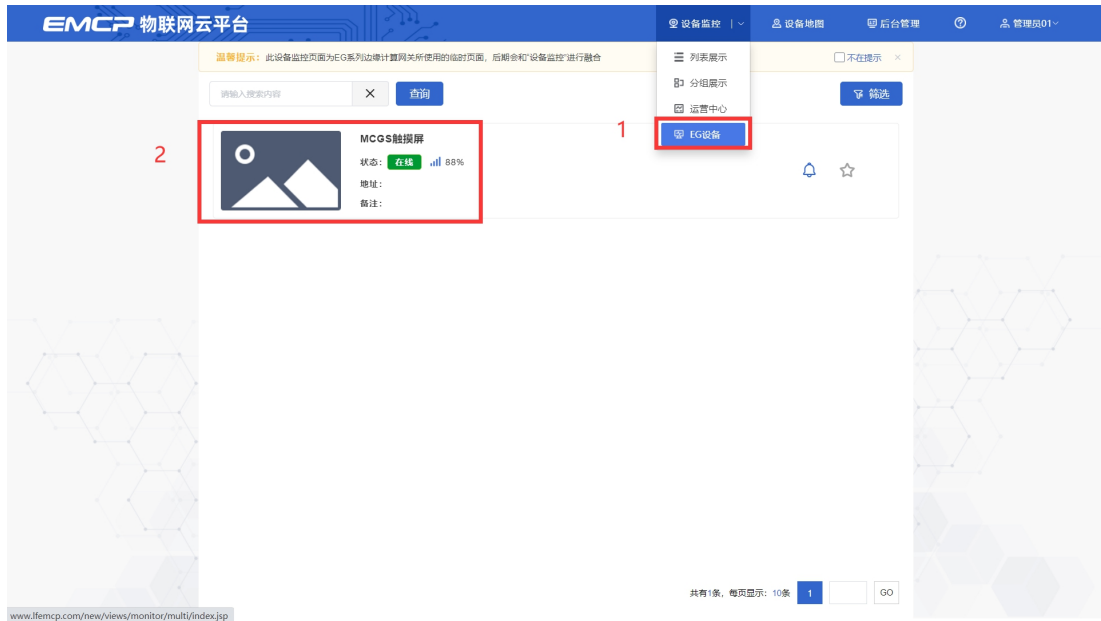 EMCP 物联网云平台
设备监控
设备地图
后台管理
管理员01
温馨提示：此设备监控页面为EG系列边缘计算网关所使用的临时页面，后期会和"设备监控"进行融合
不在提示 ×
列表展示
分组展示
运营中心
EG设备
1
请输入搜索内容
查询
筛选
2
MCGS触摸屏
状态： 在线 88%
地址：
备注：
共有1条，每页显示：10条 1 GO
www.lfemcp.com/new/views/monitor/multi/index.jsp